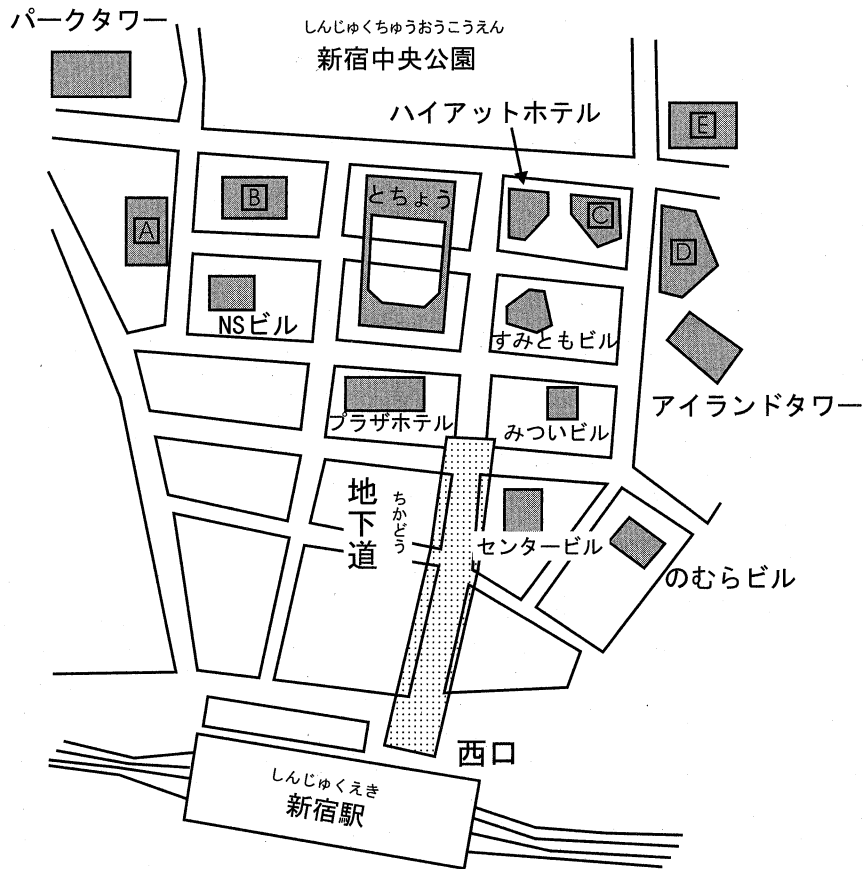 パークタワー
しんじゅくちゅうおうこうえん
新宿中央公園
ハイアットホテル
E
とちょう
B
C
A
D
NSビル
すみともビル
アイランドタワー
プラザホテル
みついビル
地下道
ちかどう
センタービル
のむらビル
西口
しんじゅくえき
新宿駅